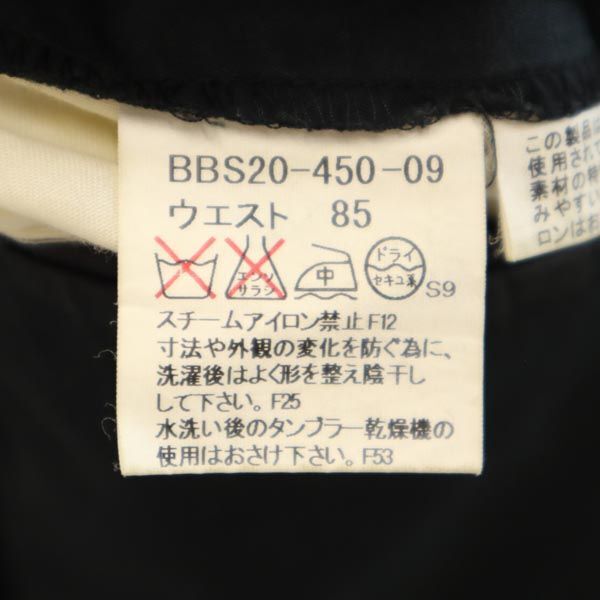 BBS20-450-09
ウエスト 85
エンソサラシ 中 ドライ セキユ系 S9
スチームアイロン禁止F12
寸法や外観の変化を防ぐ為に、
洗濯後はよく形を整え陰干し
して下さい。F25
水洗い後のタンブラー乾燥機の
使用はおさけ下さい。F53
この製品は
使用されて
素材の特
みやすい
ロンはお